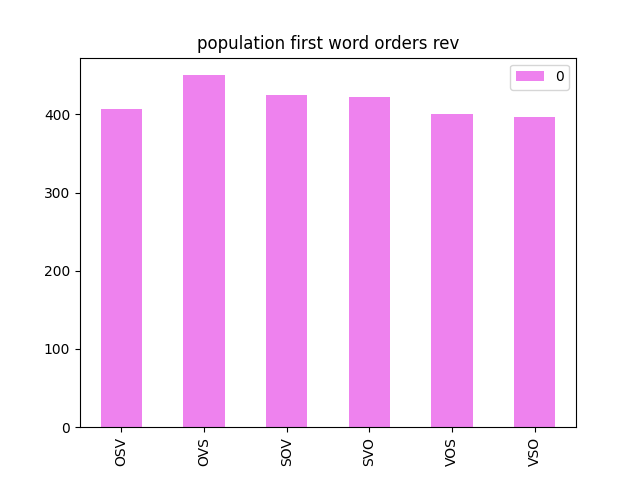 population first word orders rev
0
400
300
200
100
0
OSV
OVS
SOV
SVO
VOS
VSO